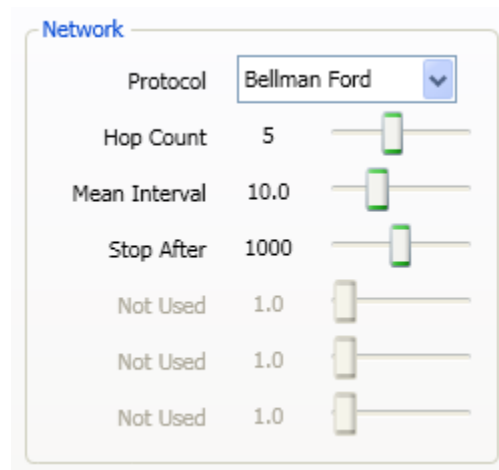 Network
Protocol Bellman Ford
Hop Count 5
Mean Interval 10.0
Stop After 1000
Not Used 1.0
Not Used 1.0
Not Used 1.0